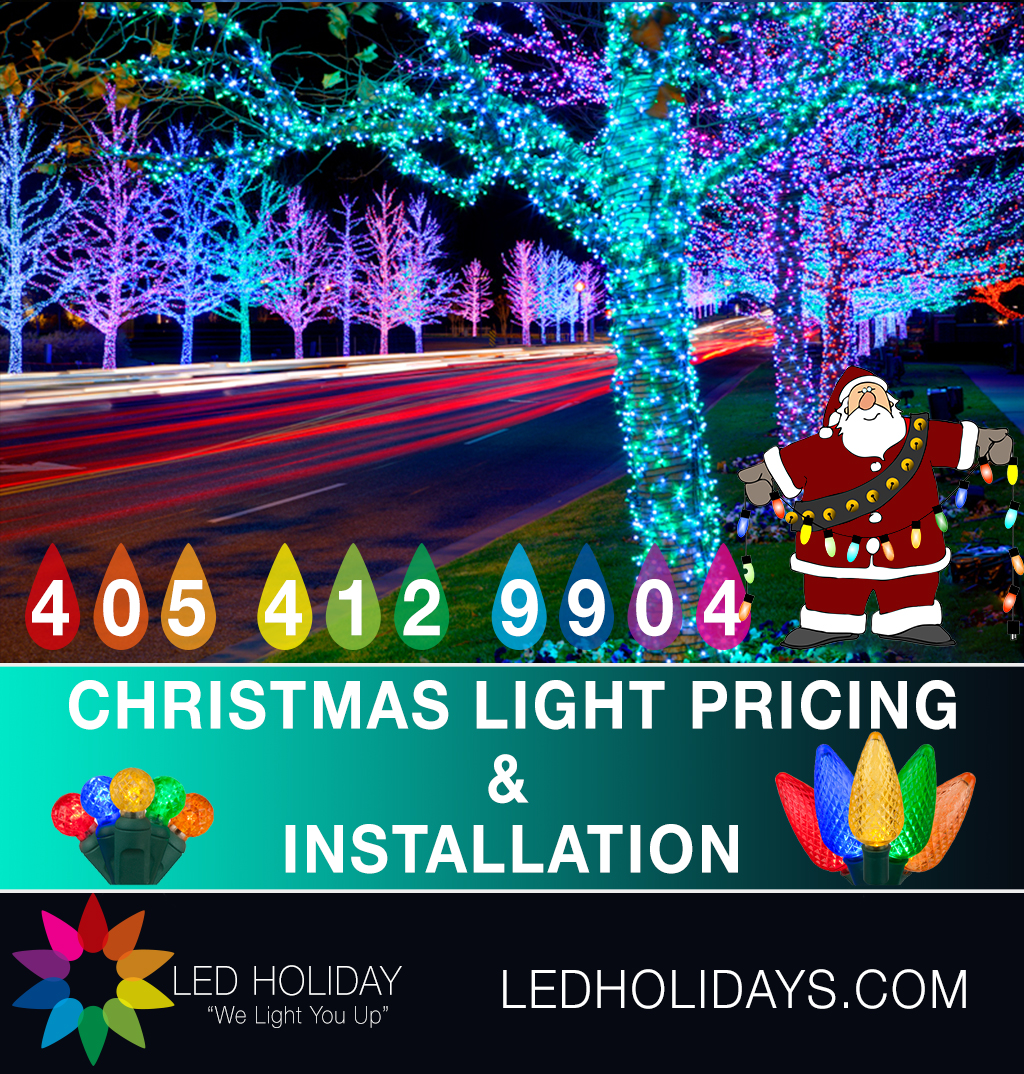 405 412 9904
CHRISTMAS LIGHT PRICING
&
INSTALLATION
LED HOLIDAY
“We Light You Up”
LEDHOLIDAYS.COM